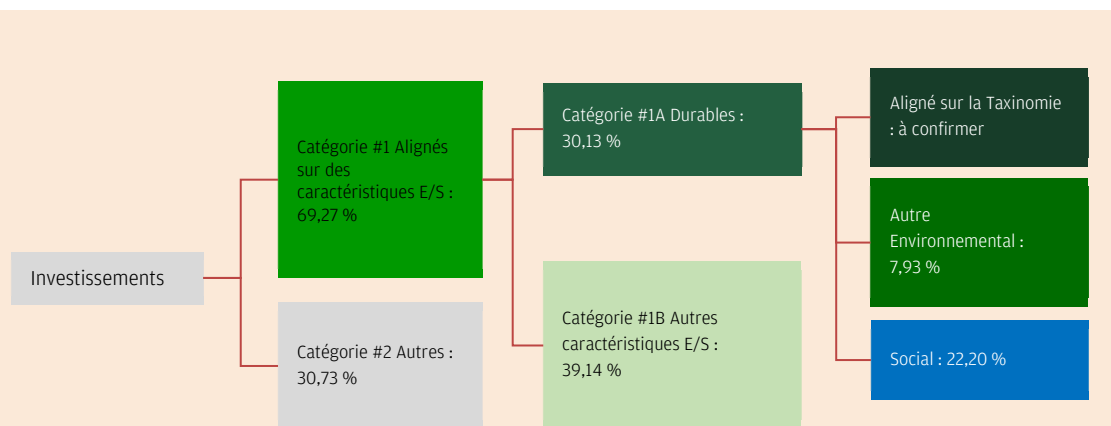 Investissements
Catégorie #1 Alignés
sur des
caractéristiques E/S :
69,27 %
Catégorie #2 Autres :
30,73 %
Catégorie #1A Durables :
30,13 %
Catégorie #1B Autres
caractéristiques E/S :
39,14 %
Aligné sur la Taxinomie
: à confirmer
Autre
Environnemental :
7,93 %
Social : 22,20 %